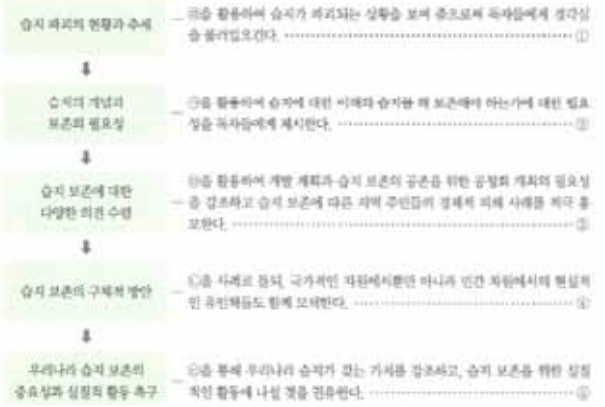 습지 파괴의 현황과 추세
을 활용하여 습지가 파괴되는 상황을 보여 줌으로써 독자들에게 경각심
을 불러일으킨다. ①
습지의 개념과
보존의 필요성
㉠을 활용하여 습지에 대한 이해와 습지를 왜 보존해야 하는가에 대한 필요
성을 독자들에게 제시한다. ②
습지 보존에 대한
다양한 의견 수렴
을 활용하여 개발 계획과 습지 보존의 공존을 위한 공청회 개최의 필요성
을 강조하고 습지 보존에 따른 지역 주민들의 경제적 피해 사례를 적극 홍
보한다. ③
습지 보존의 구체적 방안
을 사례로 들되, 국가적인 차원에서뿐만 아니라 민간 차원에서의 현실적
인 유인책들도 함께 모색한다. ④
우리나라 습지 보존의
중요성과 실질적 활동 촉구
을 통해 우리나라 습지가 갖는 가치를 강조하고, 습지 보존을 위한 실질
적인 활동에 나설 것을 권유한다. ⑤